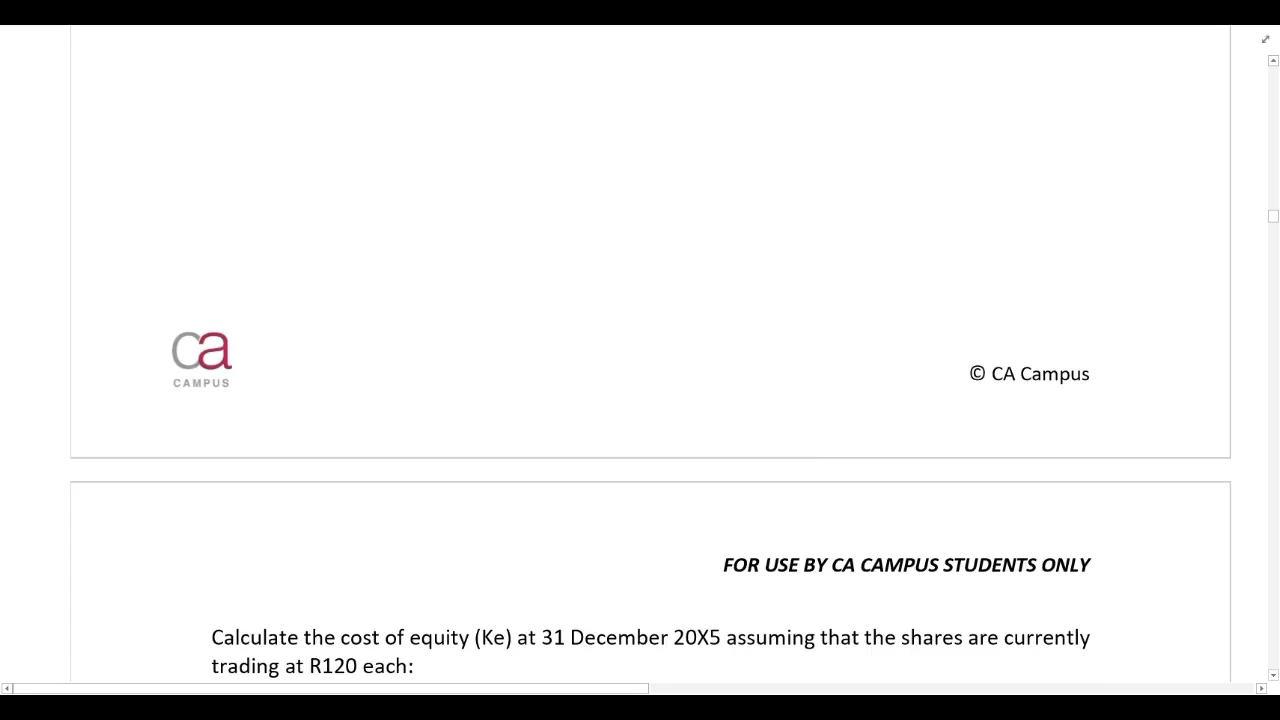 ca
CAMPUS
© CA Campus
FOR USE BY CA CAMPUS STUDENTS ONLY
Calculate the cost of equity (Ke) at 31 December 20X5 assuming that the shares are currently
trading at R120 each: